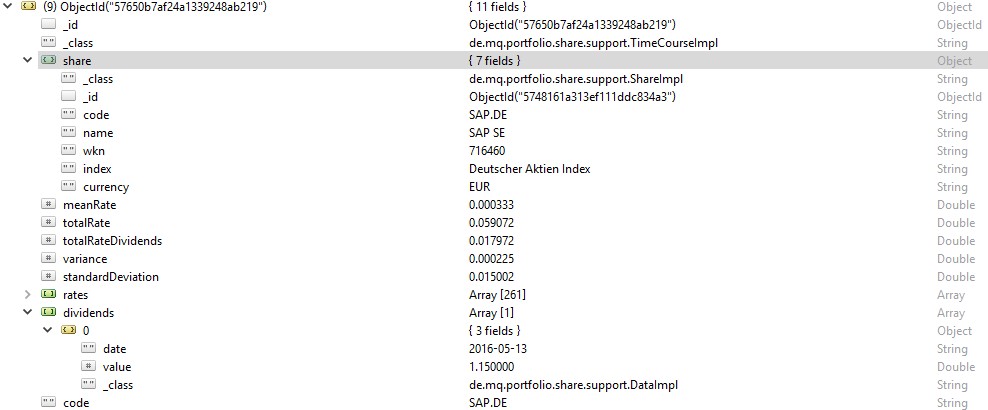 (9) ObjectId("57650b7af24a1339248ab219") { 11 fields } Object
_id ObjectId("57650b7af24a1339248ab219") ObjectId
_class de.mq.portfolio.share.support.TimeCourseImpl String
share { 7 fields } Object
_class de.mq.portfolio.share.support.ShareImpl String
_id ObjectId("5748161a313ef111ddc834a3") ObjectId
code SAP.DE String
name SAP SE String
wkn 716460 String
index Deutscher Aktien Index String
currency EUR String
meanRate 0.000333 Double
totalRate 0.059072 Double
totalRateDividends 0.017972 Double
variance 0.000225 Double
standardDeviation 0.015002 Double
rates Array [261] Array
dividends Array [1] Array
0 { 3 fields } Object
date 2016-05-13 String
value 1.150000 Double
_class de.mq.portfolio.share.support.DataImpl String
code SAP.DE String